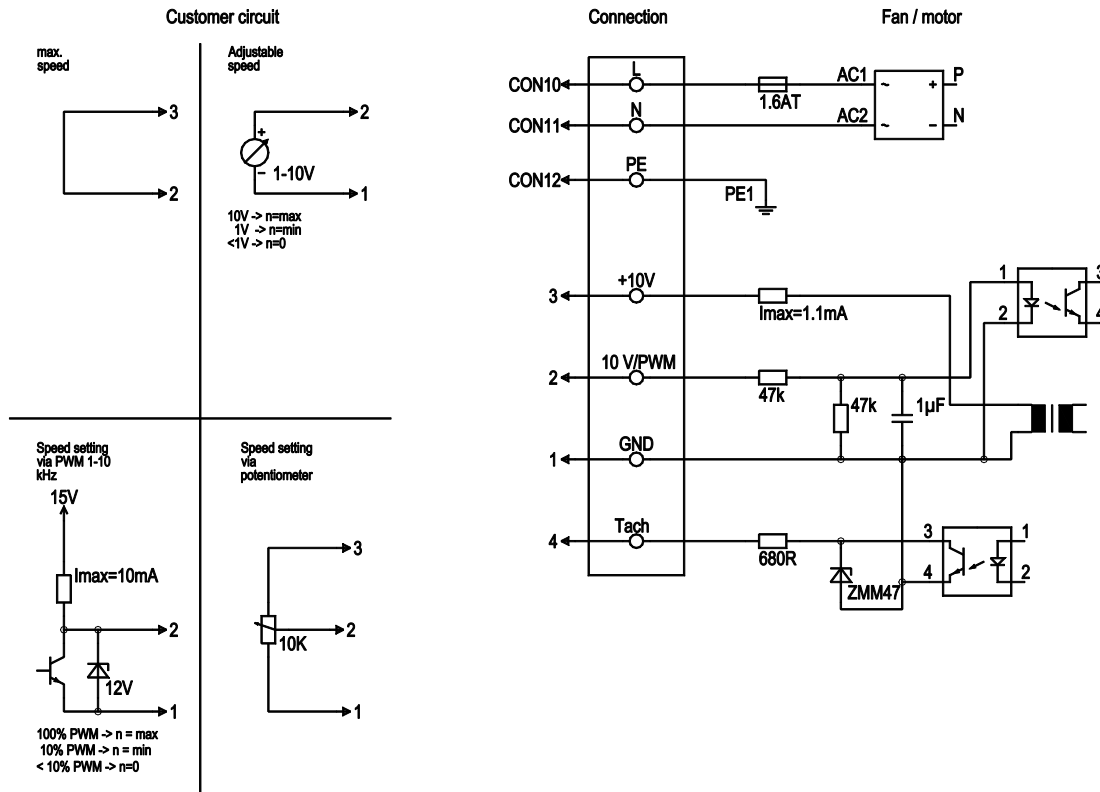 Customer circuit
Connection
Fan / motor
max.
speed
3
2
Adjustable
speed
2
+
– 1-10V
1
10V -> n=max
1V -> n=min
<1V -> n=0
Speed setting
via PWM 1-10
kHz
15V
Imax=10mA
2
12V
1
100% PWM -> n = max
10% PWM -> n = min
< 10% PWM -> n=0
Speed setting
via
potentiometer
3
2
10K
1
L
CON10
1.6AT
AC1
~ +
P
N
CON11
AC2
~ –
N
PE
CON12
PE1
+10V
3
Imax=1.1mA
1
2
3
4
10 V/PWM
2
47k
47k
1µF
GND
1
Tach
4
680R
ZMM47
3
4
1
2